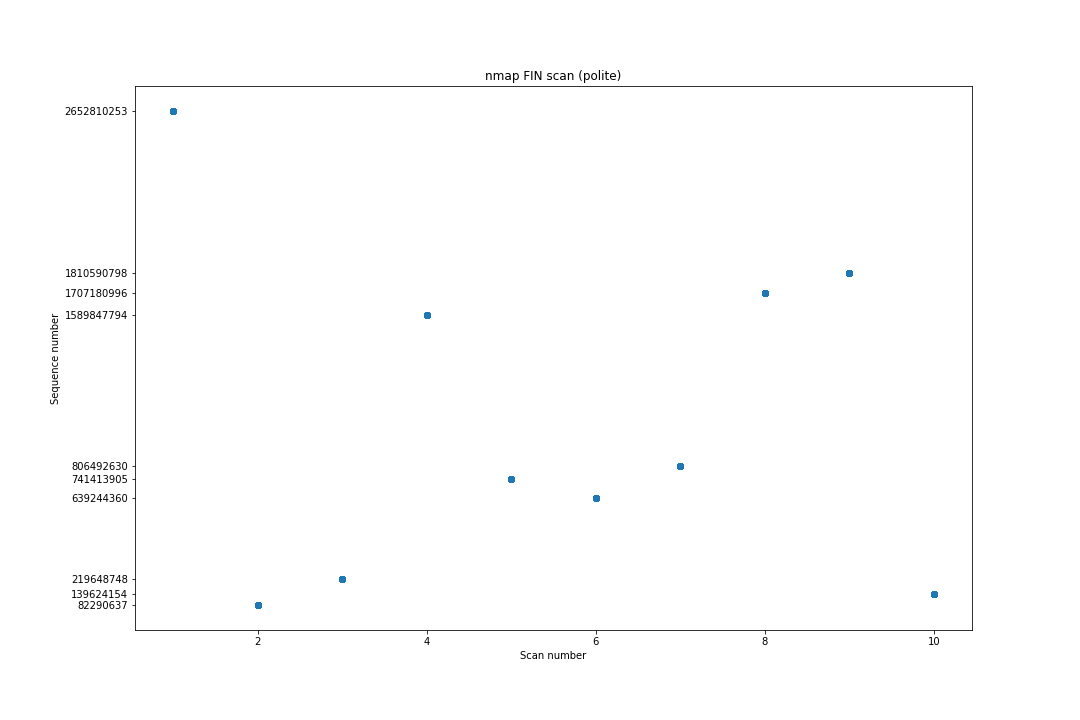 nmap FIN scan (polite)
2652810253
1810590798
1707180996
1589847794
Sequence number
806492630
741413905
639244360
219648748
139624154
82290637
2 4 6 8 10
Scan number